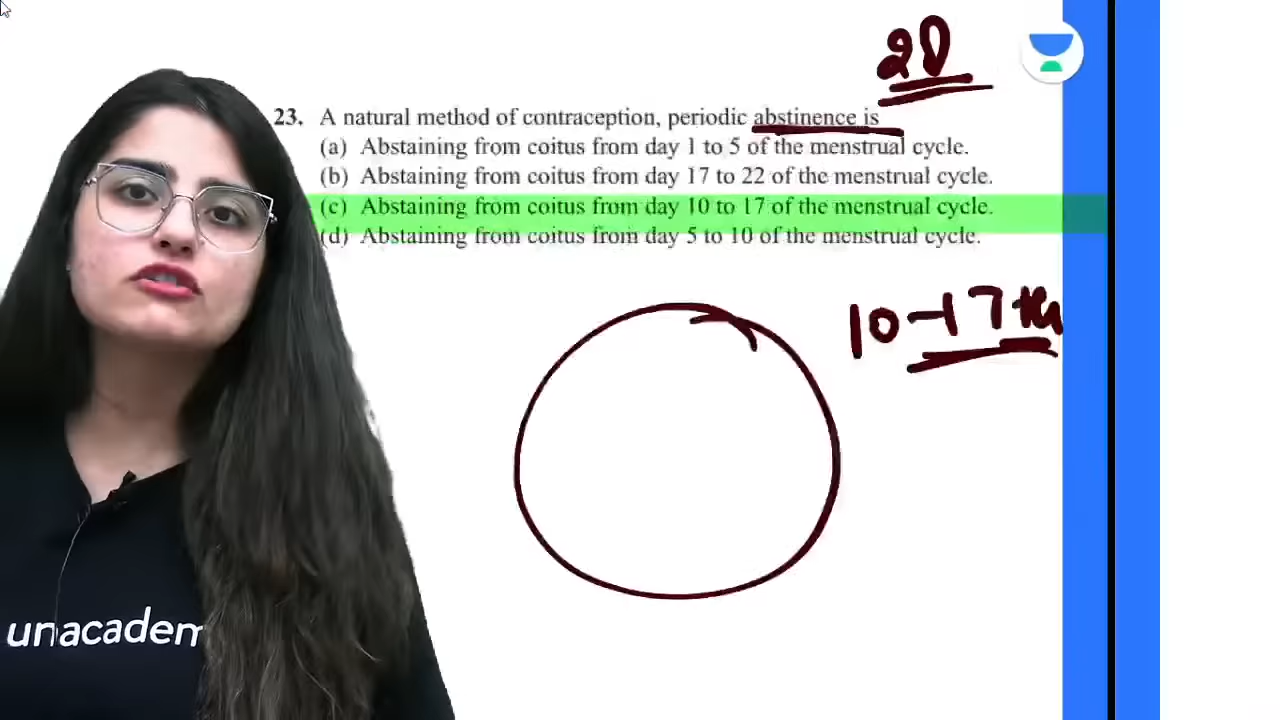 28
23. A natural method of contraception, periodic abstinence is
(a) Abstaining from coitus from day 1 to 5 of the menstrual cycle.
(b) Abstaining from coitus from day 17 to 22 of the menstrual cycle.
(c) Abstaining from coitus from day 10 to 17 of the menstrual cycle.
(d) Abstaining from coitus from day 5 to 10 of the menstrual cycle.
10-17th
unacadem